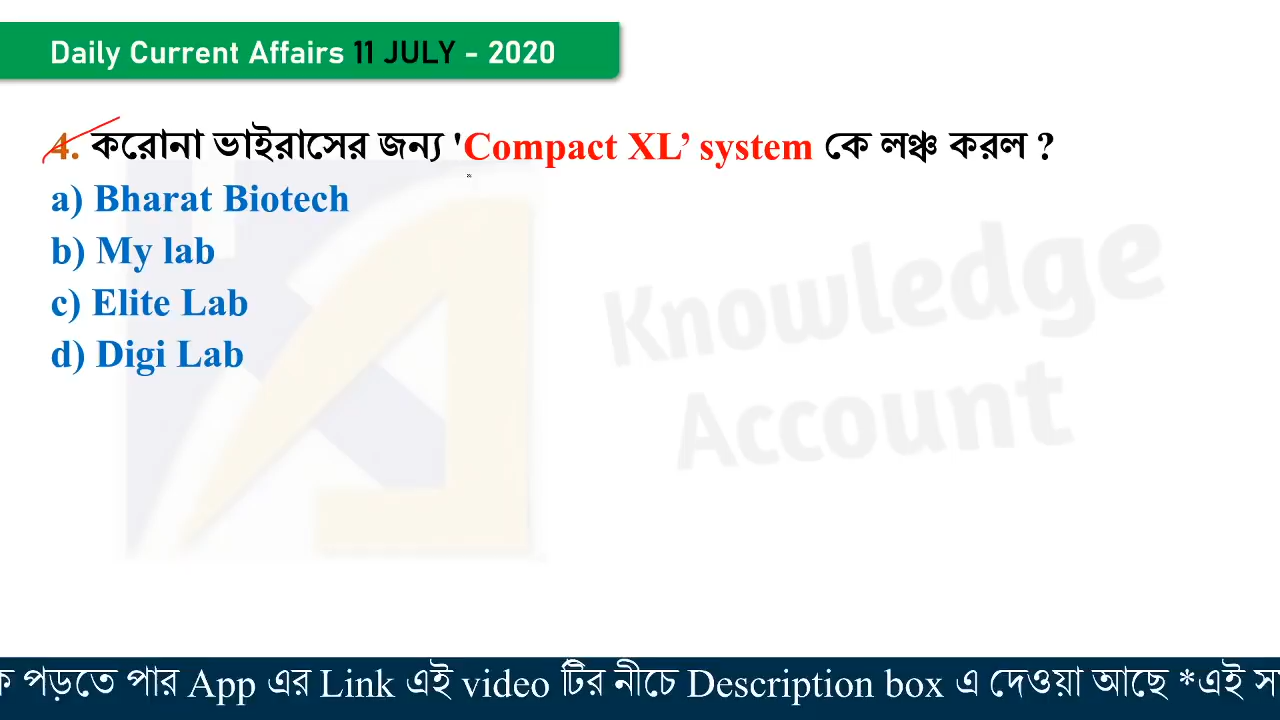 Daily Current Affairs 11 JULY - 2020
4. করোনা ভাইরাসের জন্য 'Compact XL’ system কে লঞ্চ করল ?
a) Bharat Biotech
b) My lab
c) Elite Lab
d) Digi Lab
Knowledge
Account
ক পড়তে পার App এর Link এই video টির নীচে Description box এ দেওয়া আছে *এই স